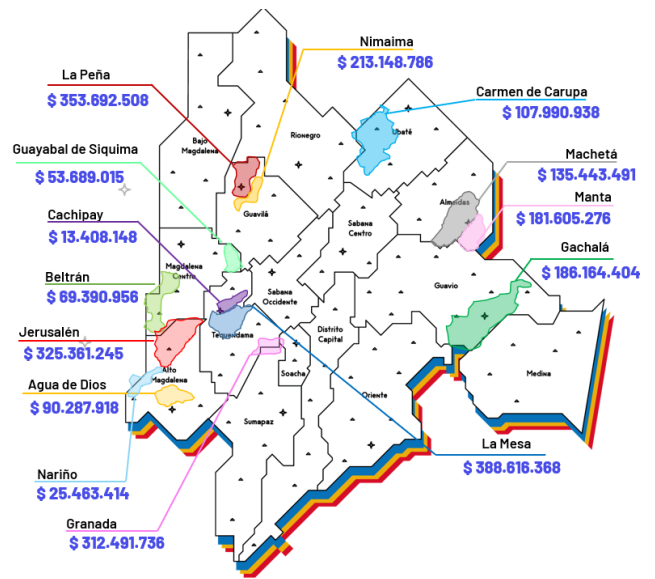 Nimaima
$ 213.148.786
La Peña
$ 353.692.508
Carmen de Carupa
$ 107.990.938
Guayabal de Siquima
$ 53.689.015
Machetá
$ 135.443.491
Manta
$ 181.605.276
Cachipay
$ 13.408.148
Gachalá
$ 186.164.404
Beltrán
$ 69.390.956
Jerusalén
$ 325.361.245
Agua de Dios
$ 90.287.918
La Mesa
$ 388.616.368
Nariño
$ 25.463.414
Granada
$ 312.491.736
Bajo
Magdalena
Rionegro
Ubaté
Almeidas
Gualivá
Sabana
Centro
Magdalena
Centro
Sabana
Occidente
Guavio
Tequendama
Distrito
Capital
Soacha
Medina
Alto
Magdalena
Oriente
Sumapaz